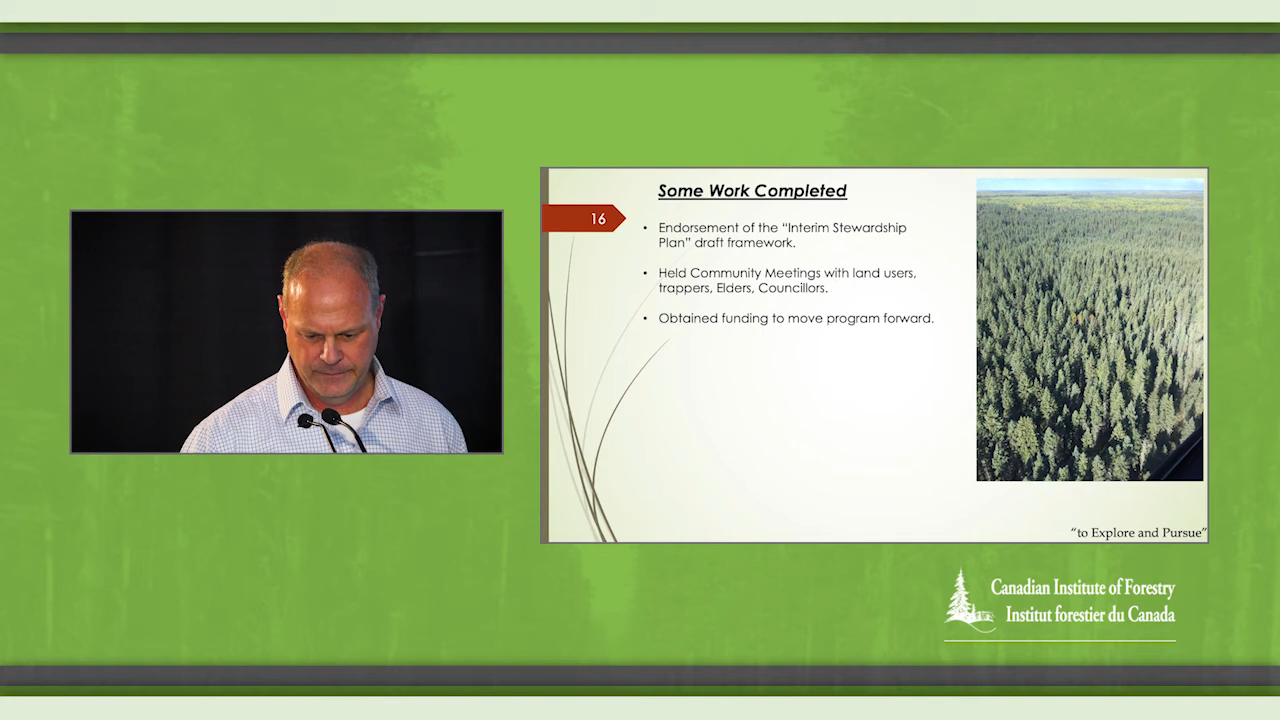 Some Work Completed
16
• Endorsement of the “Interim Stewardship
Plan” draft framework.
• Held Community Meetings with land users,
trappers, Elders, Councillors.
• Obtained funding to move program forward.
“to Explore and Pursue”
Canadian Institute of Forestry
Institut forestier du Canada